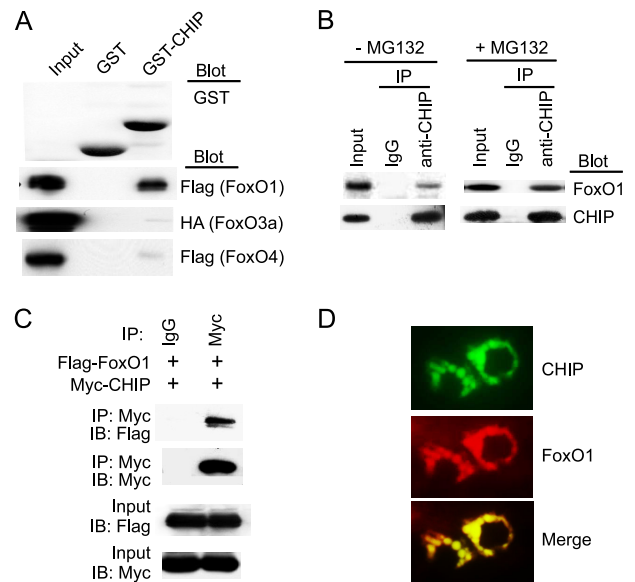 A
Input
GST
GST-CHIP
Blot
GST
Blot
Flag (FoxO1)
HA (FoxO3a)
Flag (FoxO4)
B
- MG132
+ MG132
IP
IP
Input
IgG
anti-CHIP
Input
IgG
anti-CHIP
Blot
FoxO1
CHIP
C
IP:
IgG
Myc
Flag-FoxO1 + +
Myc-CHIP + +
IP: Myc
IB: Flag
IP: Myc
IB: Myc
Input
IB: Flag
Input
IB: Myc
D
CHIP
FoxO1
Merge